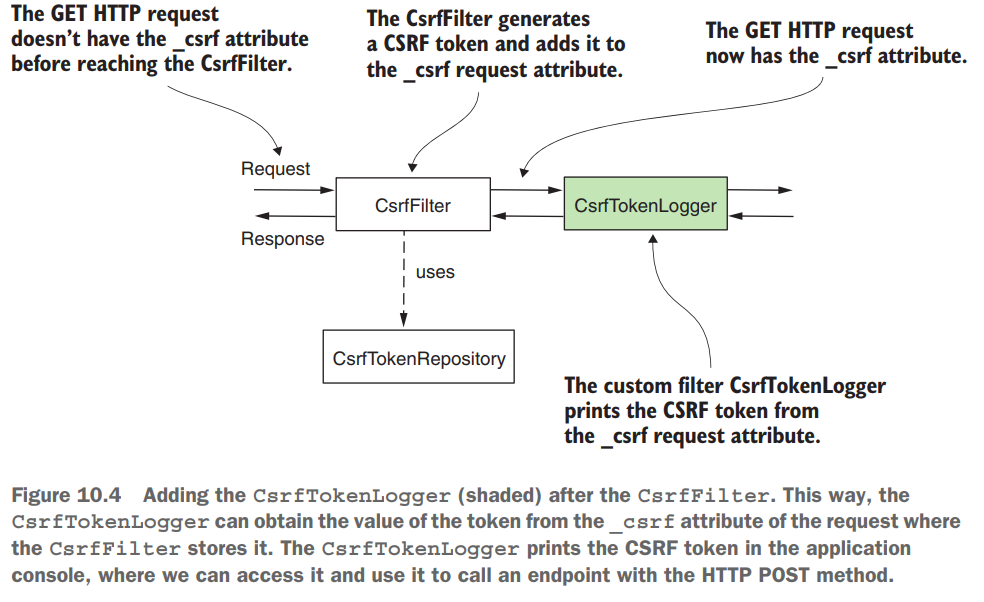 The GET HTTP request
doesn't have the _csrf attribute
before reaching the CsrfFilter.
The CsrfFilter generates
a CSRF token and adds it to
the _csrf request attribute.
The GET HTTP request
now has the _csrf attribute.
Request
CsrfFilter
CsrfTokenLogger
Response
uses
CsrfTokenRepository
The custom filter CsrfTokenLogger
prints the CSRF token from
the _csrf request attribute.
Figure 10.4 Adding the CsrfTokenLogger (shaded) after the CsrfFilter. This way, the
CsrfTokenLogger can obtain the value of the token from the _csrf attribute of the request where
the CsrfFilter stores it. The CsrfTokenLogger prints the CSRF token in the application
console, where we can access it and use it to call an endpoint with the HTTP POST method.